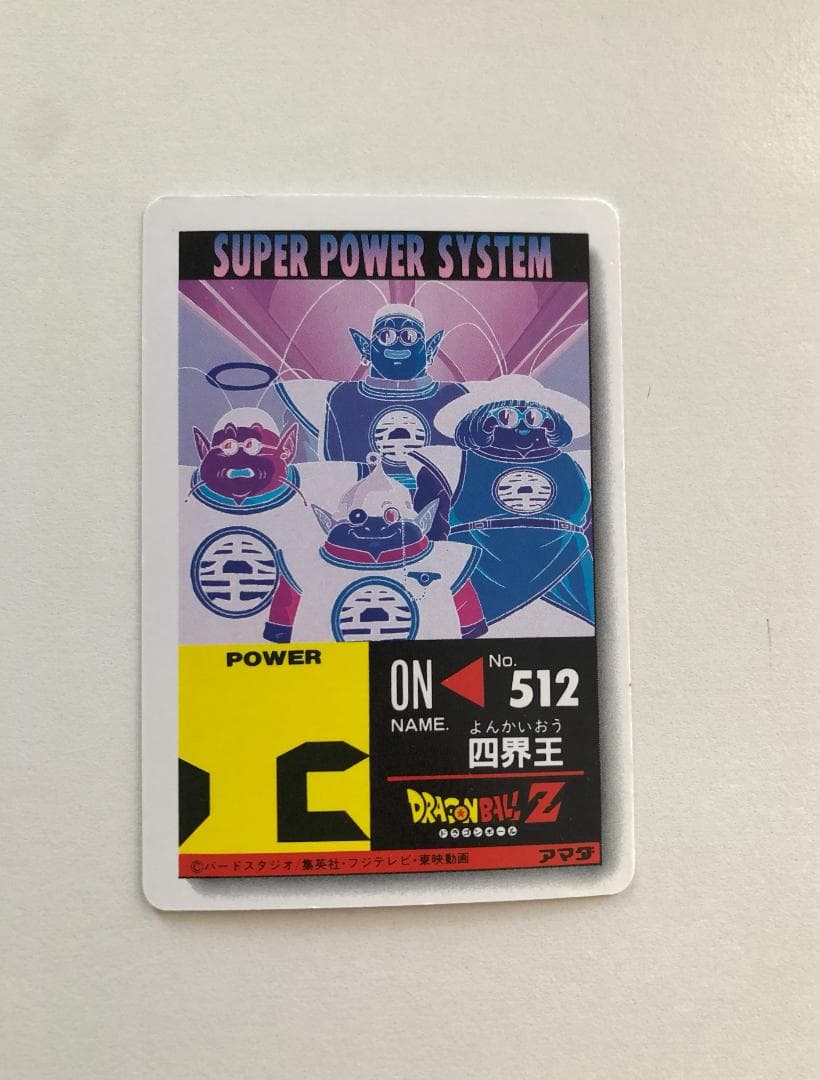 SUPER POWER SYSTEM
POWER
ON
No.
512
NAME.
よんかいおう
四界王
DRAGON BALL Z
ドラゴンボール
©バードスタジオ/集英社・フジテレビ・東映動画
アマダ